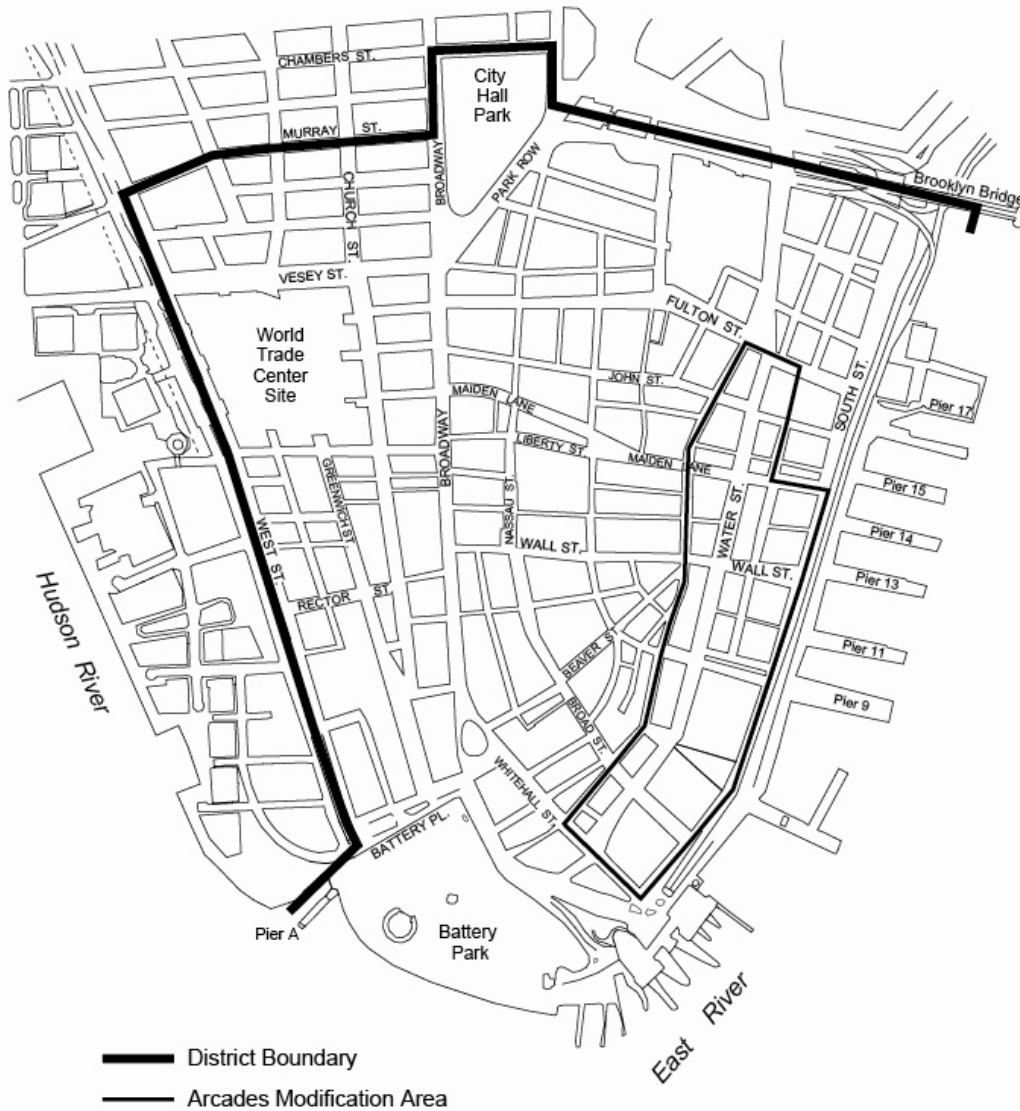 CHAMBERS ST.
City
Hall
Park
MURRAY ST.
BROADWAY
PARK ROW
CHURCH ST.
Brooklyn Bridge
VESEY ST.
World
Trade
Center
Site
FULTON ST.
JOHN ST.
SOUTH ST.
MAIDEN LANE
Pier 17
BROADWAY
LIBERTY ST.
MAIDEN LANE
GREENWICH ST.
NASSAU ST.
WATER ST.
Pier 15
WEST ST.
WALL ST.
Pier 14
WALL ST.
Pier 13
RECTOR ST.
Hudson River
BEAVER ST.
Pier 11
BROAD ST.
Pier 9
WHITEHALL ST.
BATTERY PL.
Pier A
Battery
Park
East River
District Boundary
Arcades Modification Area